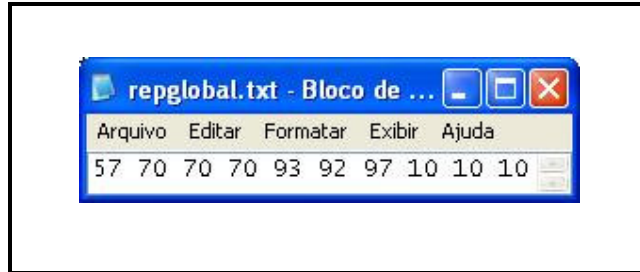 repglobal.txt - Bloco de ...
Arquivo Editar Formatar Exibir Ajuda
57 70 70 70 93 92 97 10 10 10